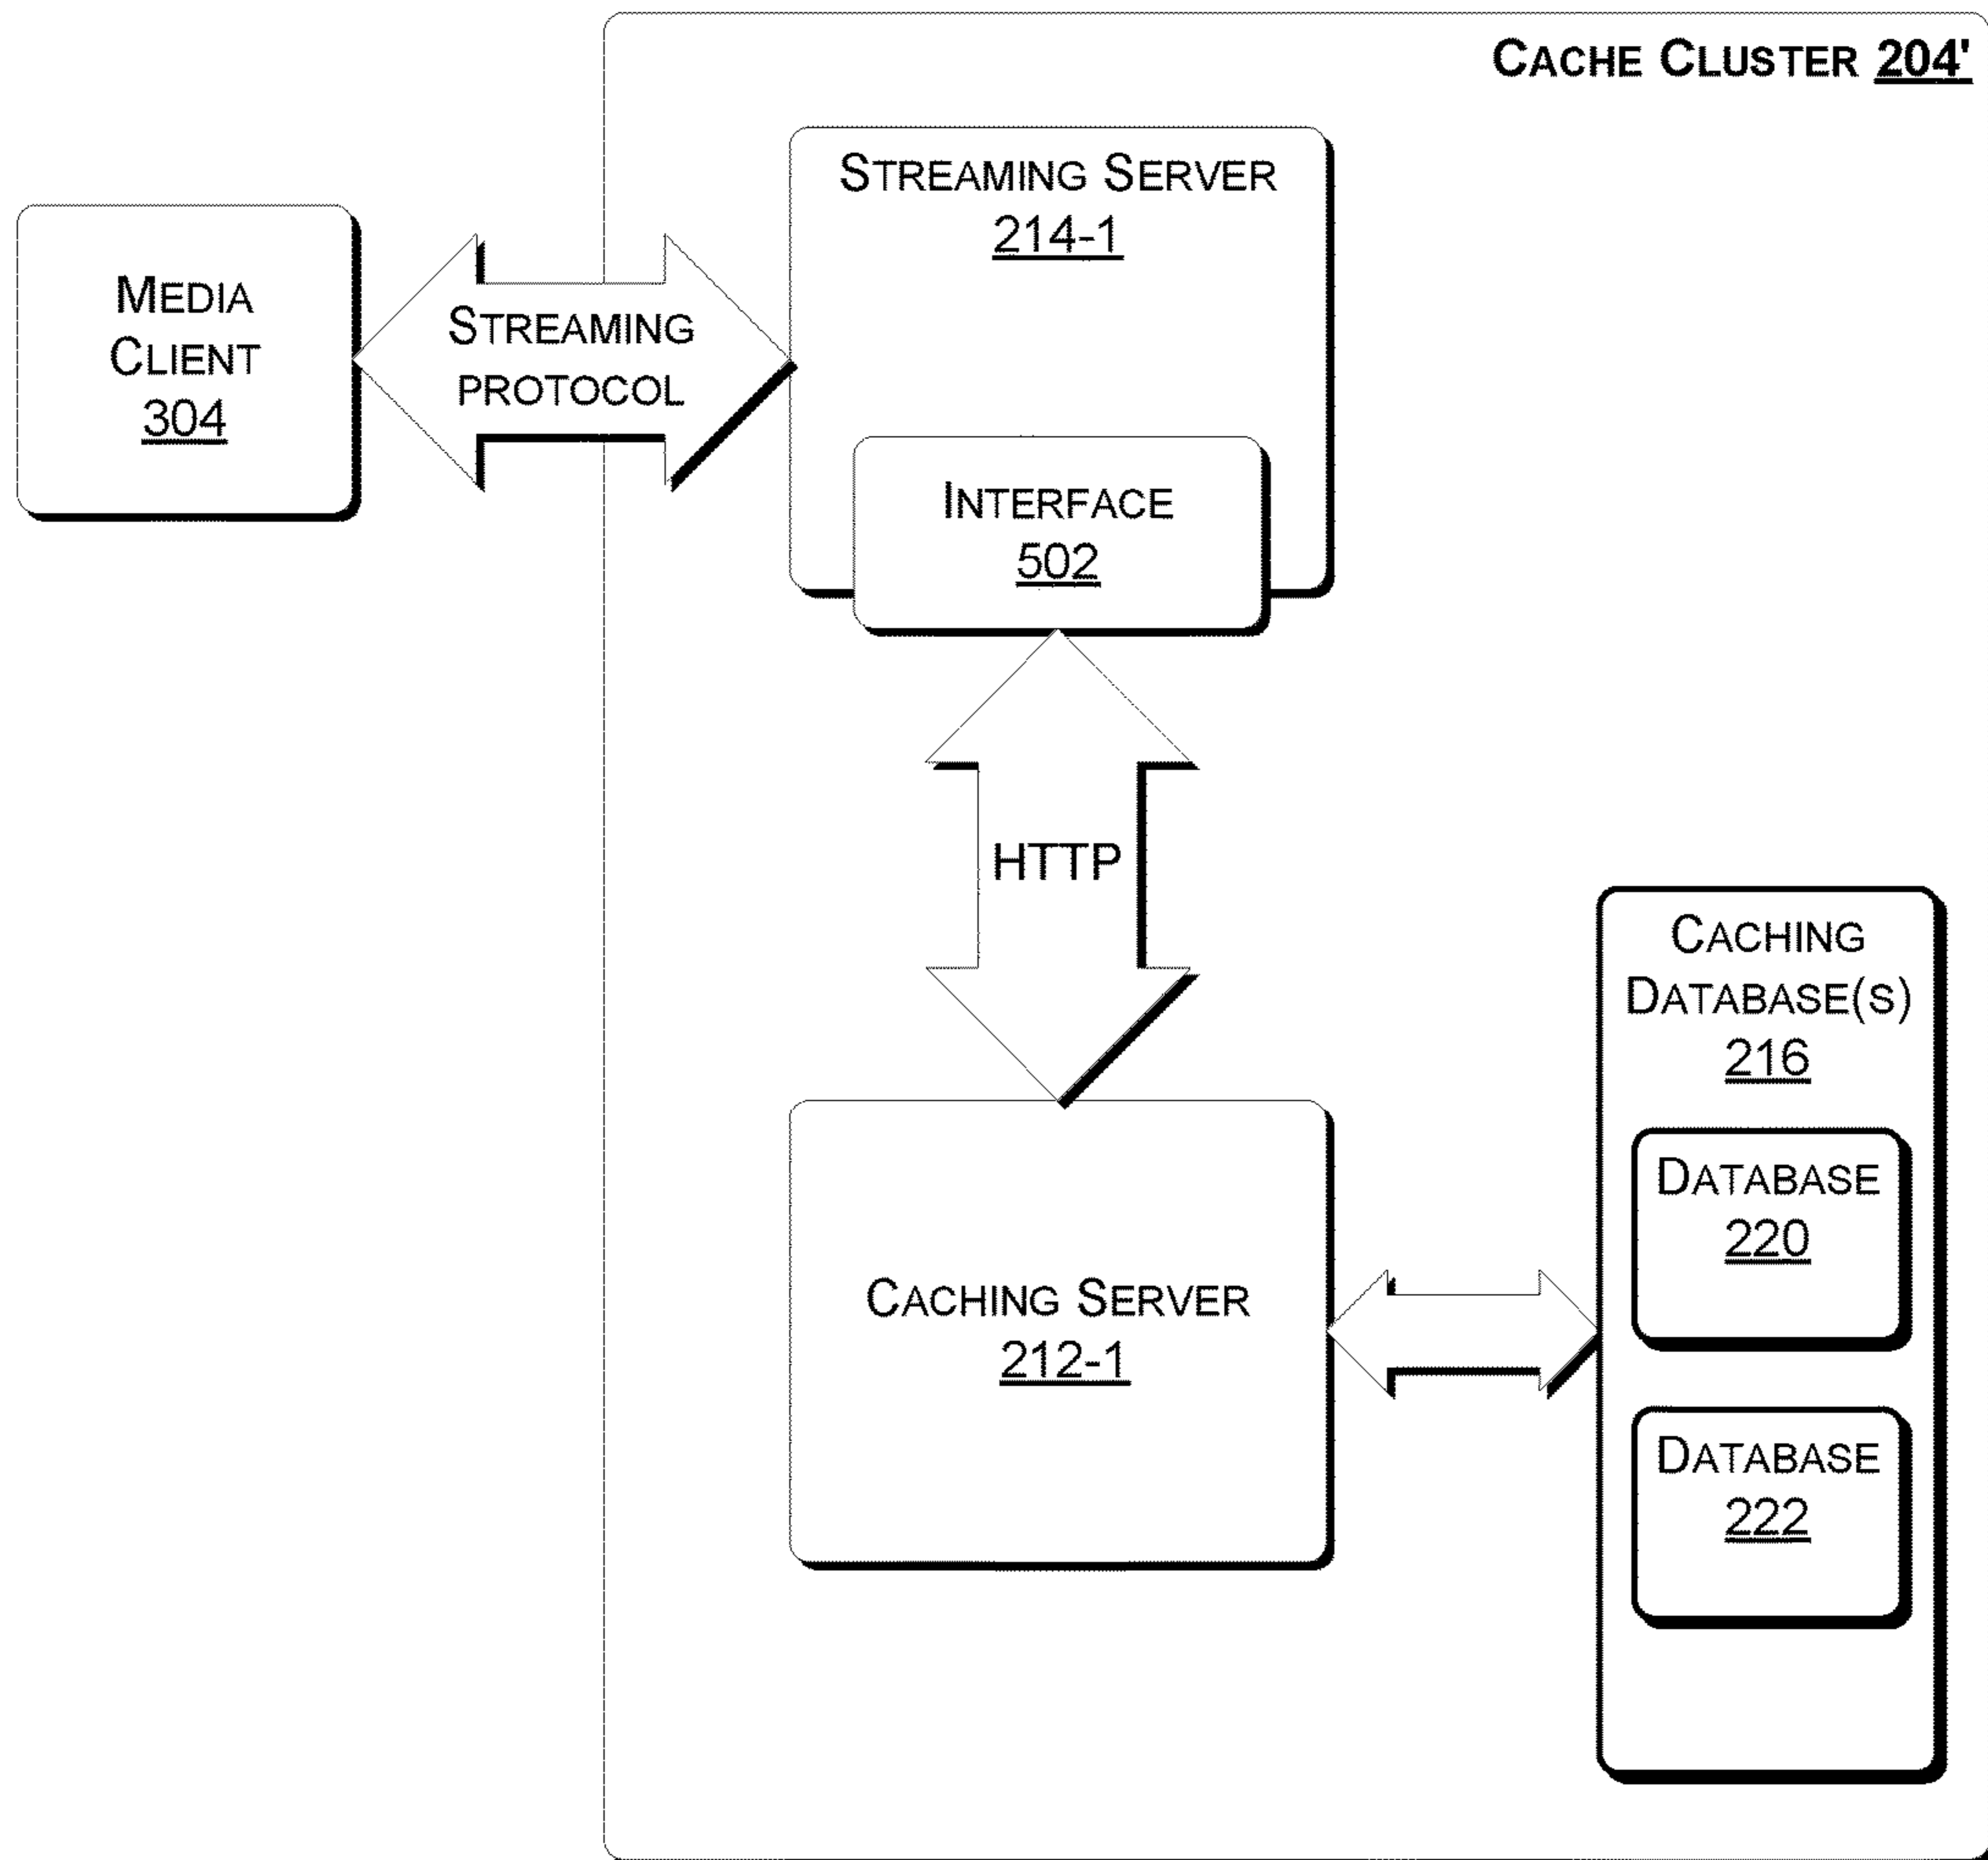 CACHE CLUSTER 204'
STREAMING SERVER
214-1
MEDIA
CLIENT
304
STREAMING
PROTOCOL
INTERFACE
502
HTTP
CACHING
DATABASE(S)
216
DATABASE
220
CACHING SERVER
212-1
DATABASE
222